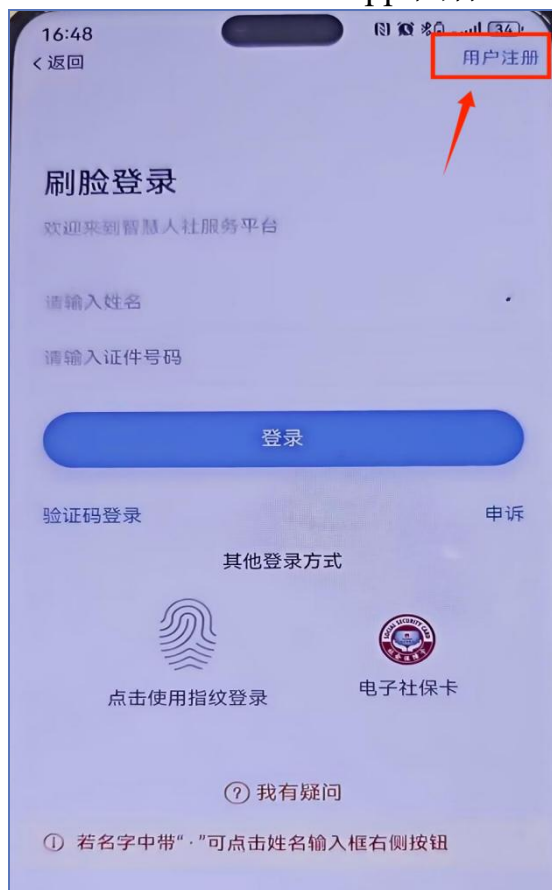 16:48
34
< 返回
用户注册
刷脸登录
欢迎来到智慧人社服务平台
请输入姓名
·
请输入证件号码
登录
验证码登录
申诉
其他登录方式
SOCIAL SECURITY CARD
点击使用指纹登录
电子社保卡
? 我有疑问
若名字中带“·”可点击姓名输入框右侧按钮